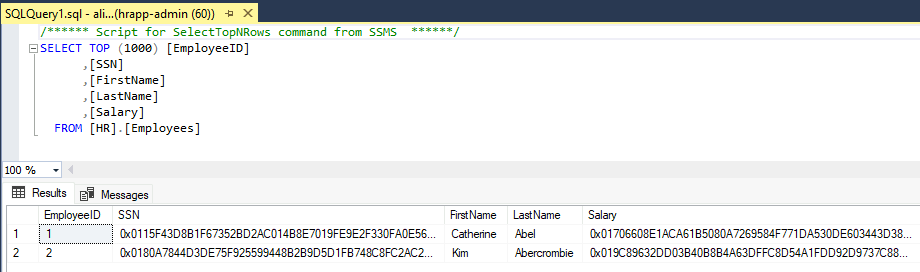 SQLQuery1.sql - ali...(hrapp-admin (60))
/****** Script for SelectTopNRows command from SSMS ******/
SELECT TOP (1000) [EmployeeID]
,[SSN]
,[FirstName]
,[LastName]
,[Salary]
FROM [HR].[Employees]
100 %
Results Messages
EmployeeID SSN FirstName LastName Salary
1 1 0x0115F43D8B1F67352BD2AC014B8E7019FE9E2F330FA0E56... Catherine Abel 0x01706608E1ACA61B5080A7269584F771DA530DE603443D38...
2 2 0x0180A7844D3DE75F925599448B2B9D5D1FB748C8FC2AC2... Kim Abercrombie 0x019C89632DD03B40B8B4A63DFFC8D54A1FDD92D9737C88...